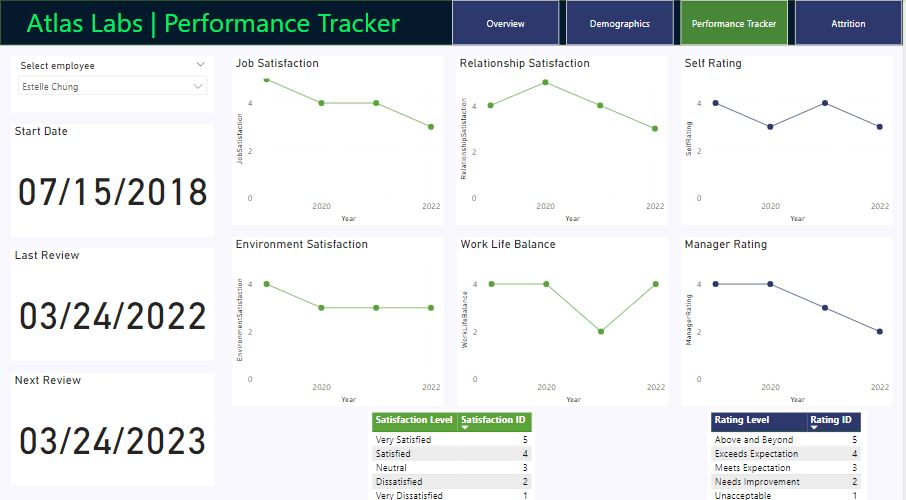 Atlas Labs | Performance Tracker
Overview
Demographics
Performance Tracker
Attrition
Select employee
Estelle Chung
Start Date
07/15/2018
Last Review
03/24/2022
Next Review
03/24/2023
Job Satisfaction
JobSatisfaction
4
2
0
2020
2022
Year
Relationship Satisfaction
RelationshipSatisfaction
4
2
0
2020
2022
Year
Self Rating
SelfRating
4
2
0
2020
2022
Year
Environment Satisfaction
EnvironmentSatisfaction
4
2
0
2020
2022
Year
Work Life Balance
WorkLifeBalance
4
2
0
2020
2022
Year
Manager Rating
ManagerRating
4
2
0
2020
2022
Year
Satisfaction Level Satisfaction ID
Very Satisfied 5
Satisfied 4
Neutral 3
Dissatisfied 2
Very Dissatisfied 1
Rating Level Rating ID
Above and Beyond 5
Exceeds Expectation 4
Meets Expectation 3
Needs Improvement 2
Unacceptable 1